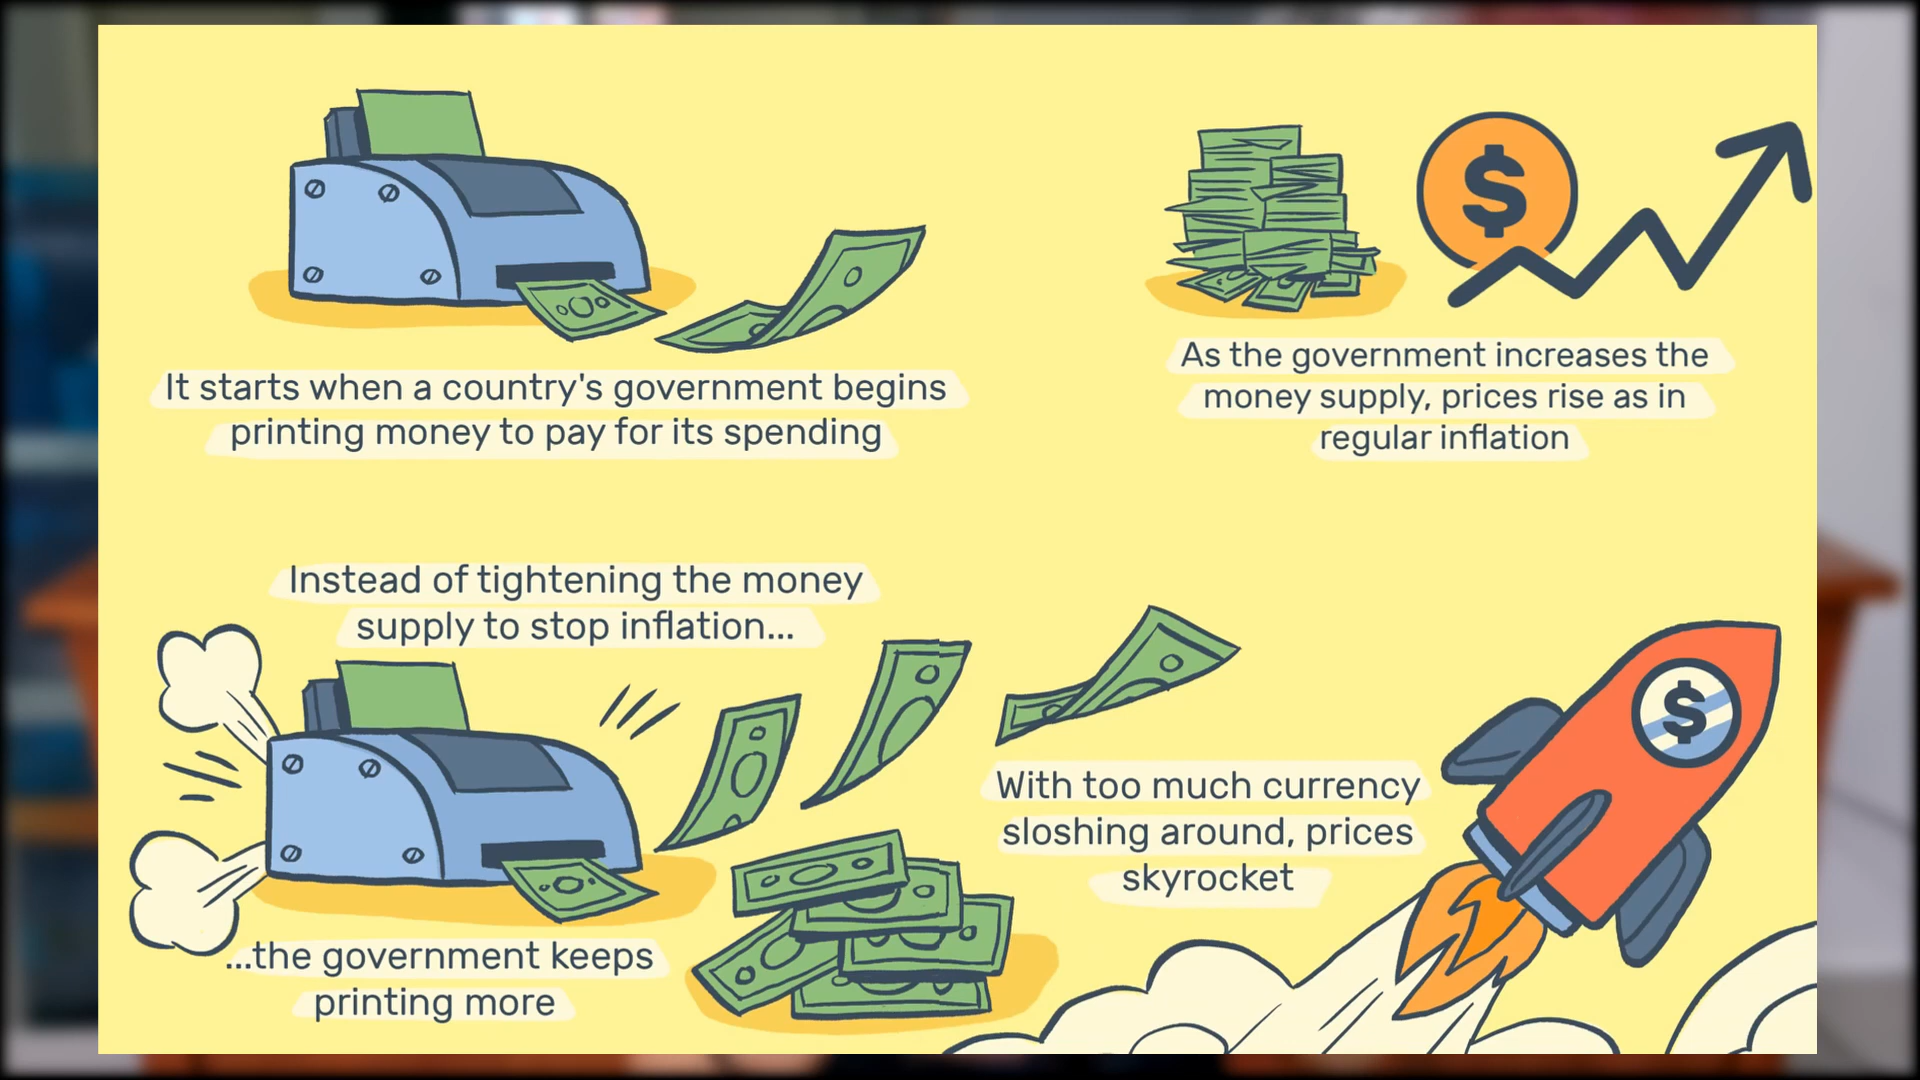 It starts when a country's government begins
printing money to pay for its spending
$
As the government increases the
money supply, prices rise as in
regular inflation
Instead of tightening the money
supply to stop inflation...
...the government keeps
printing more
With too much currency
sloshing around, prices
skyrocket
$